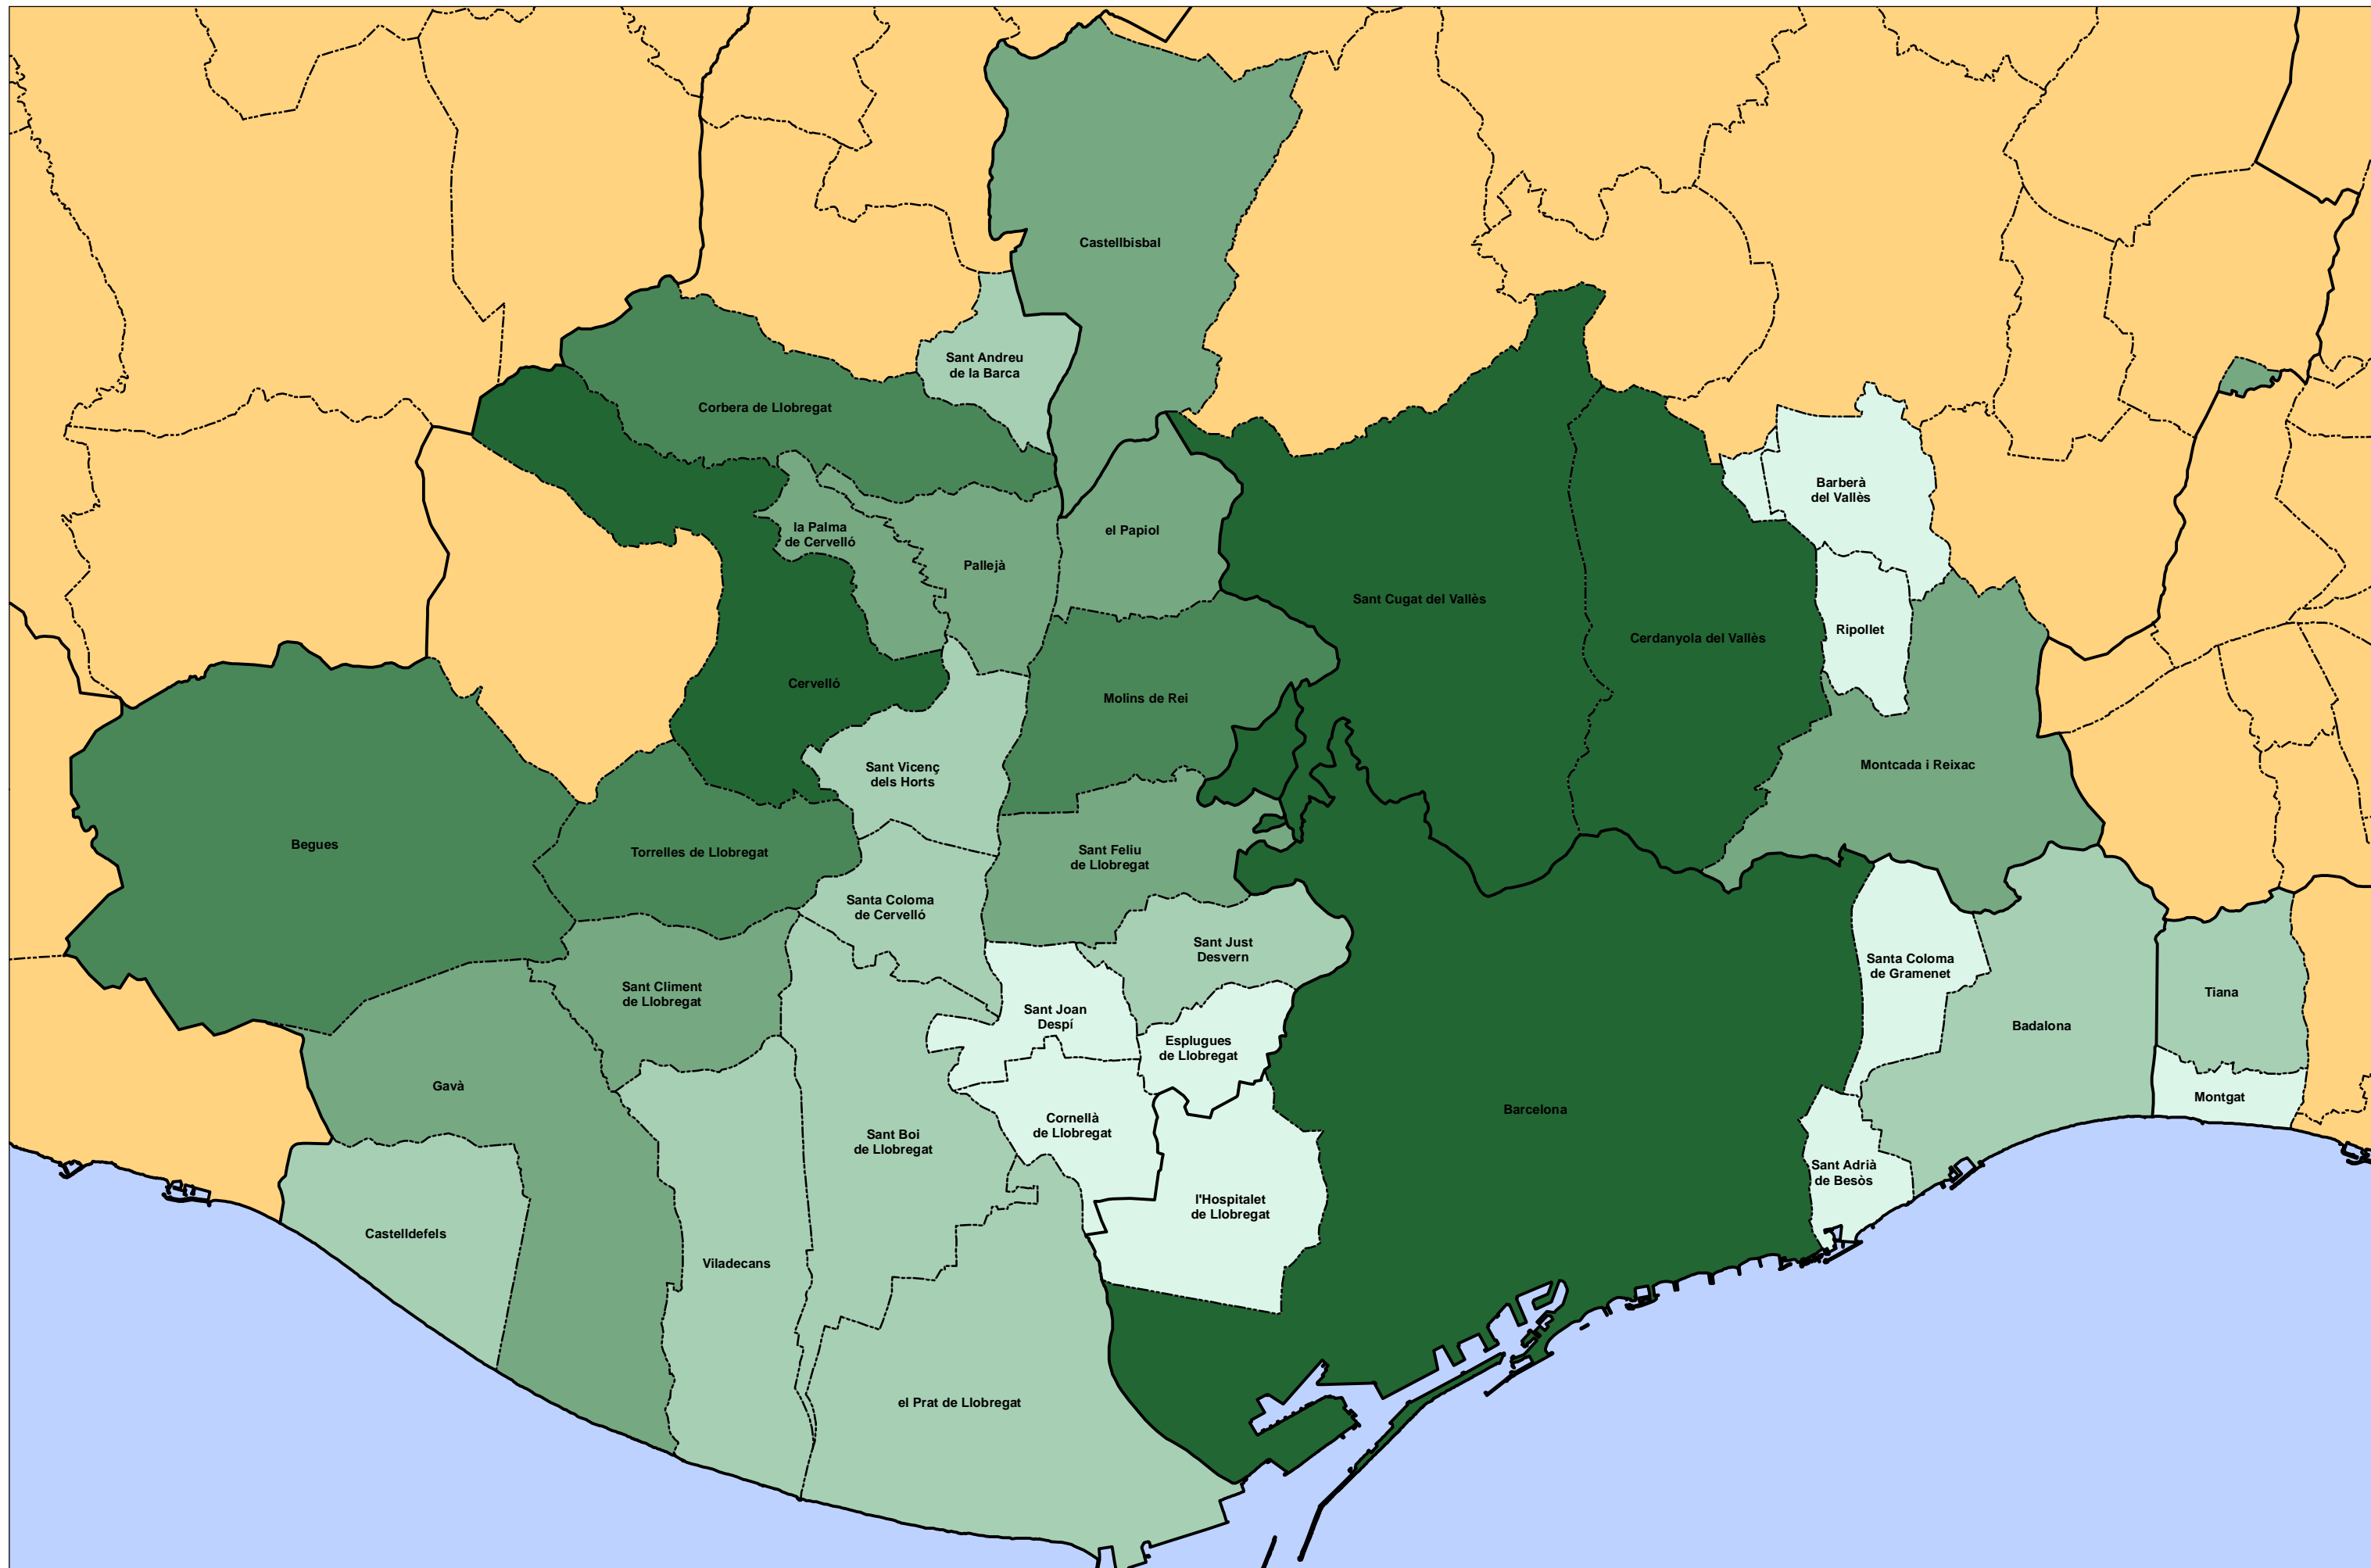 Castellbisbal
Sant Andreu
de la Barca
Corbera de Llobregat
Barberà
del Vallès
la Palma
de Cervelló
el Papiol
Pallejà
Sant Cugat del Vallès
Ripollet
Cerdanyola del Vallès
Cervelló
Molins de Rei
Sant Vicenç
dels Horts
Montcada i Reixac
Begues
Torrelles de Llobregat
Sant Feliu
de Llobregat
Santa Coloma
de Cervelló
Sant Just
Desvern
Santa Coloma
de Gramenet
Sant Climent
de Llobregat
Tiana
Sant Joan
Despí
Badalona
Esplugues
de Llobregat
Gavà
Montgat
Barcelona
Cornellà
de Llobregat
Sant Boi
de Llobregat
Sant Adrià
de Besòs
l'Hospitalet
de Llobregat
Castelldefels
Viladecans
el Prat de Llobregat